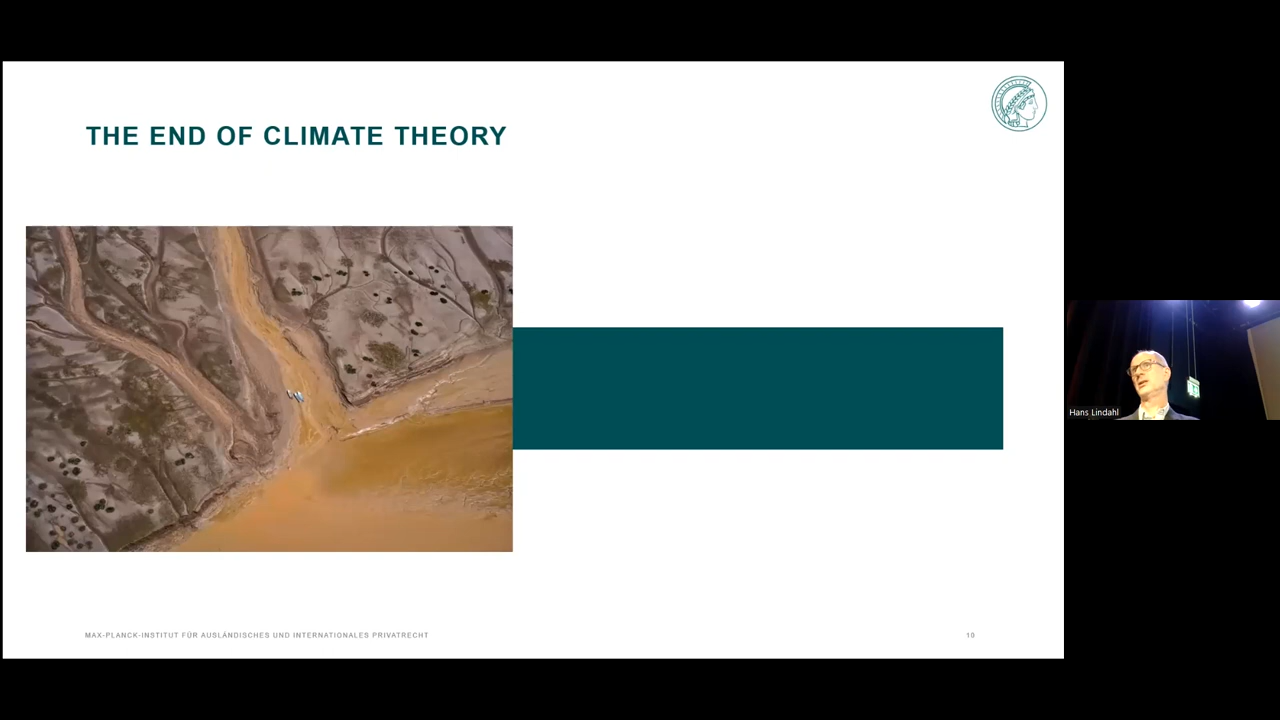 THE END OF CLIMATE THEORY
Hans Lindahl
MAX-PLANCK-INSTITUT FÜR AUSLÄNDISCHES UND INTERNATIONALES PRIVATRECHT
10